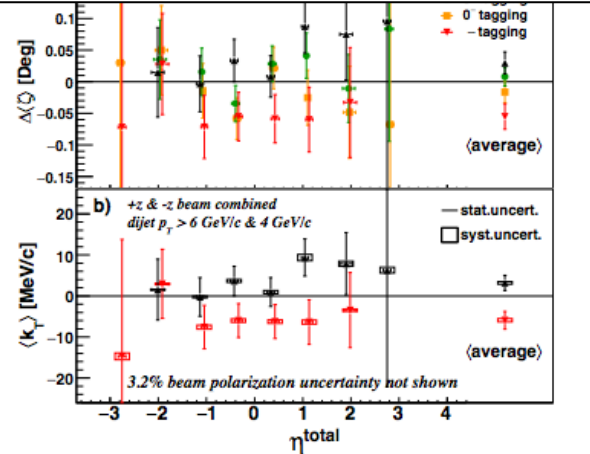 0⁻ tagging
− tagging
Δ⟨ζ⟩ [Deg]
0.1
0.05
0
−0.05
−0.1
−0.15
⟨average⟩
b)
+z & -z beam combined
dijet p_T > 6 GeV/c & 4 GeV/c
stat.uncert.
syst.uncert.
⟨k_T⟩ [MeV/c]
20
10
0
−10
−20
⟨average⟩
3.2% beam polarization uncertainty not shown
−3 −2 −1 0 1 2 3 4
η^total